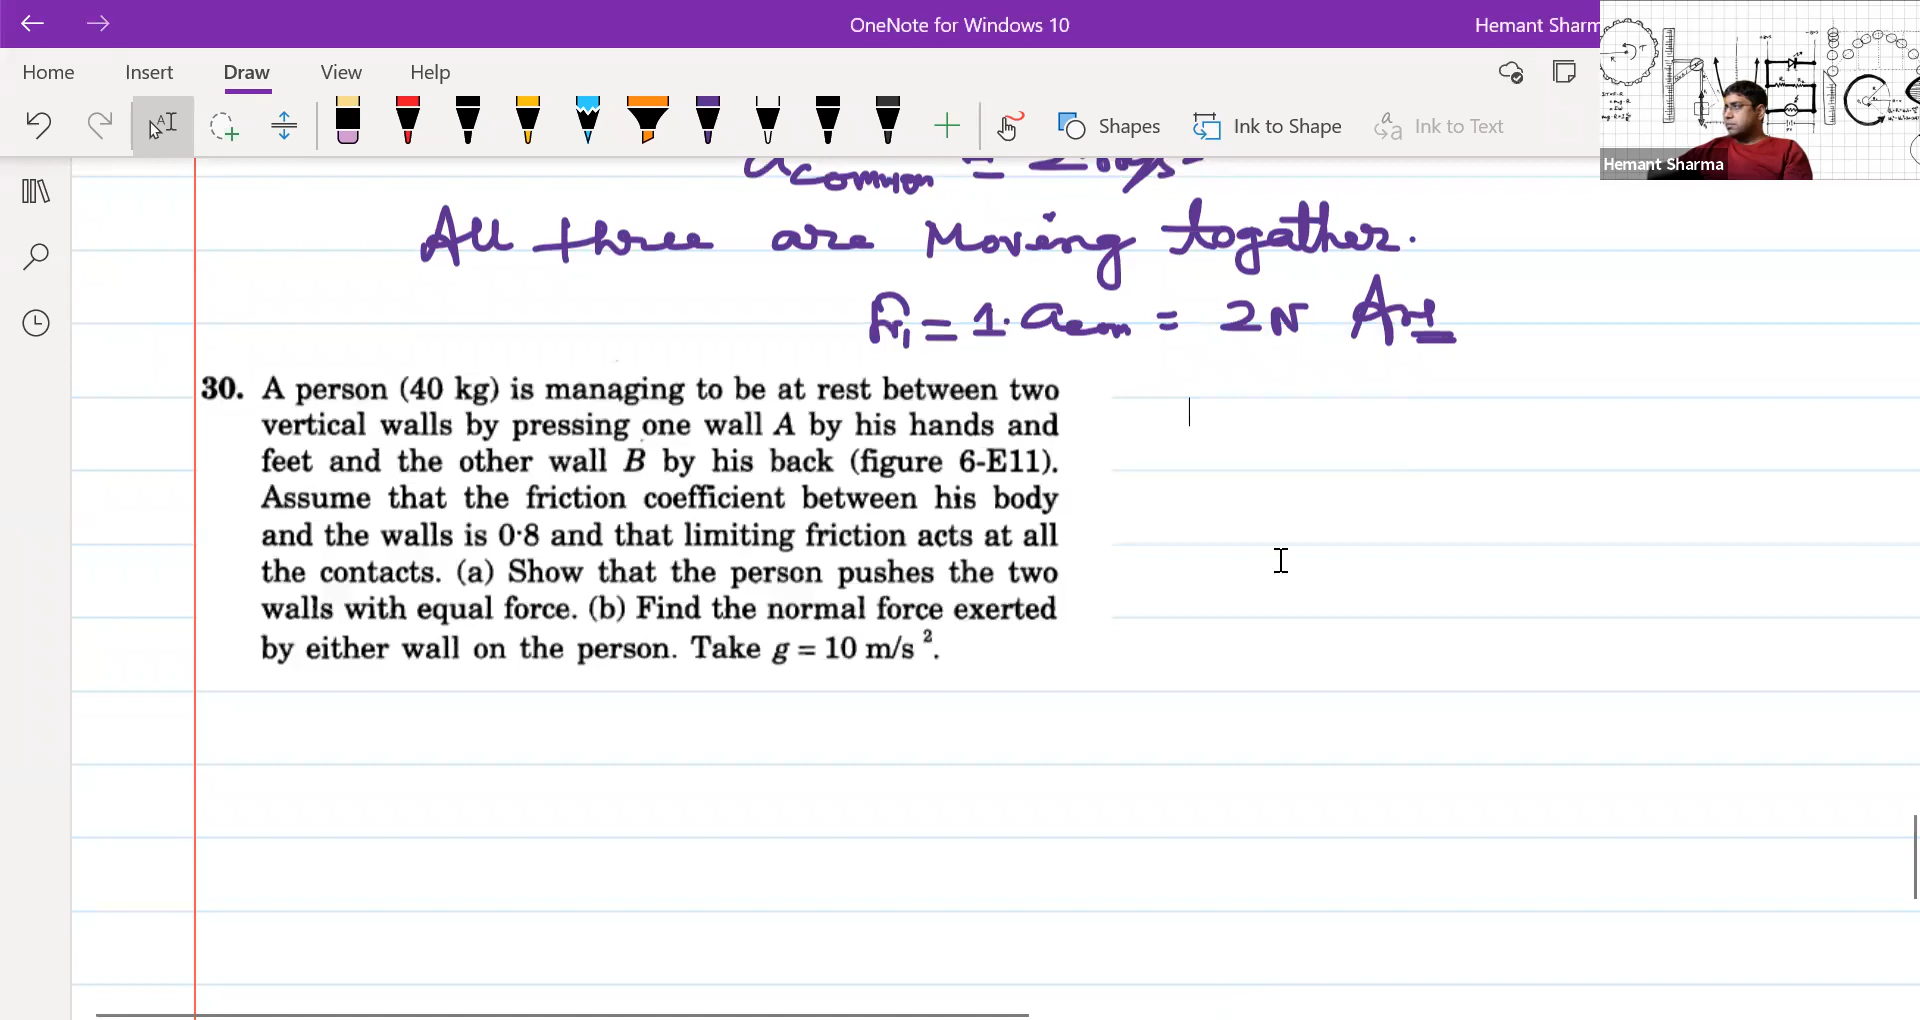 OneNote for Windows 10
Hemant Sharm
Home Insert Draw View Help
Shapes Ink to Shape Ink to Text
Hemant Sharma
a common =
All three are Moving together.
fr1 = 1. acom = 2N Ans
30. A person (40 kg) is managing to be at rest between two
vertical walls by pressing one wall A by his hands and
feet and the other wall B by his back (figure 6-E11).
Assume that the friction coefficient between his body
and the walls is 0·8 and that limiting friction acts at all
the contacts. (a) Show that the person pushes the two
walls with equal force. (b) Find the normal force exerted
by either wall on the person. Take g = 10 m/s².